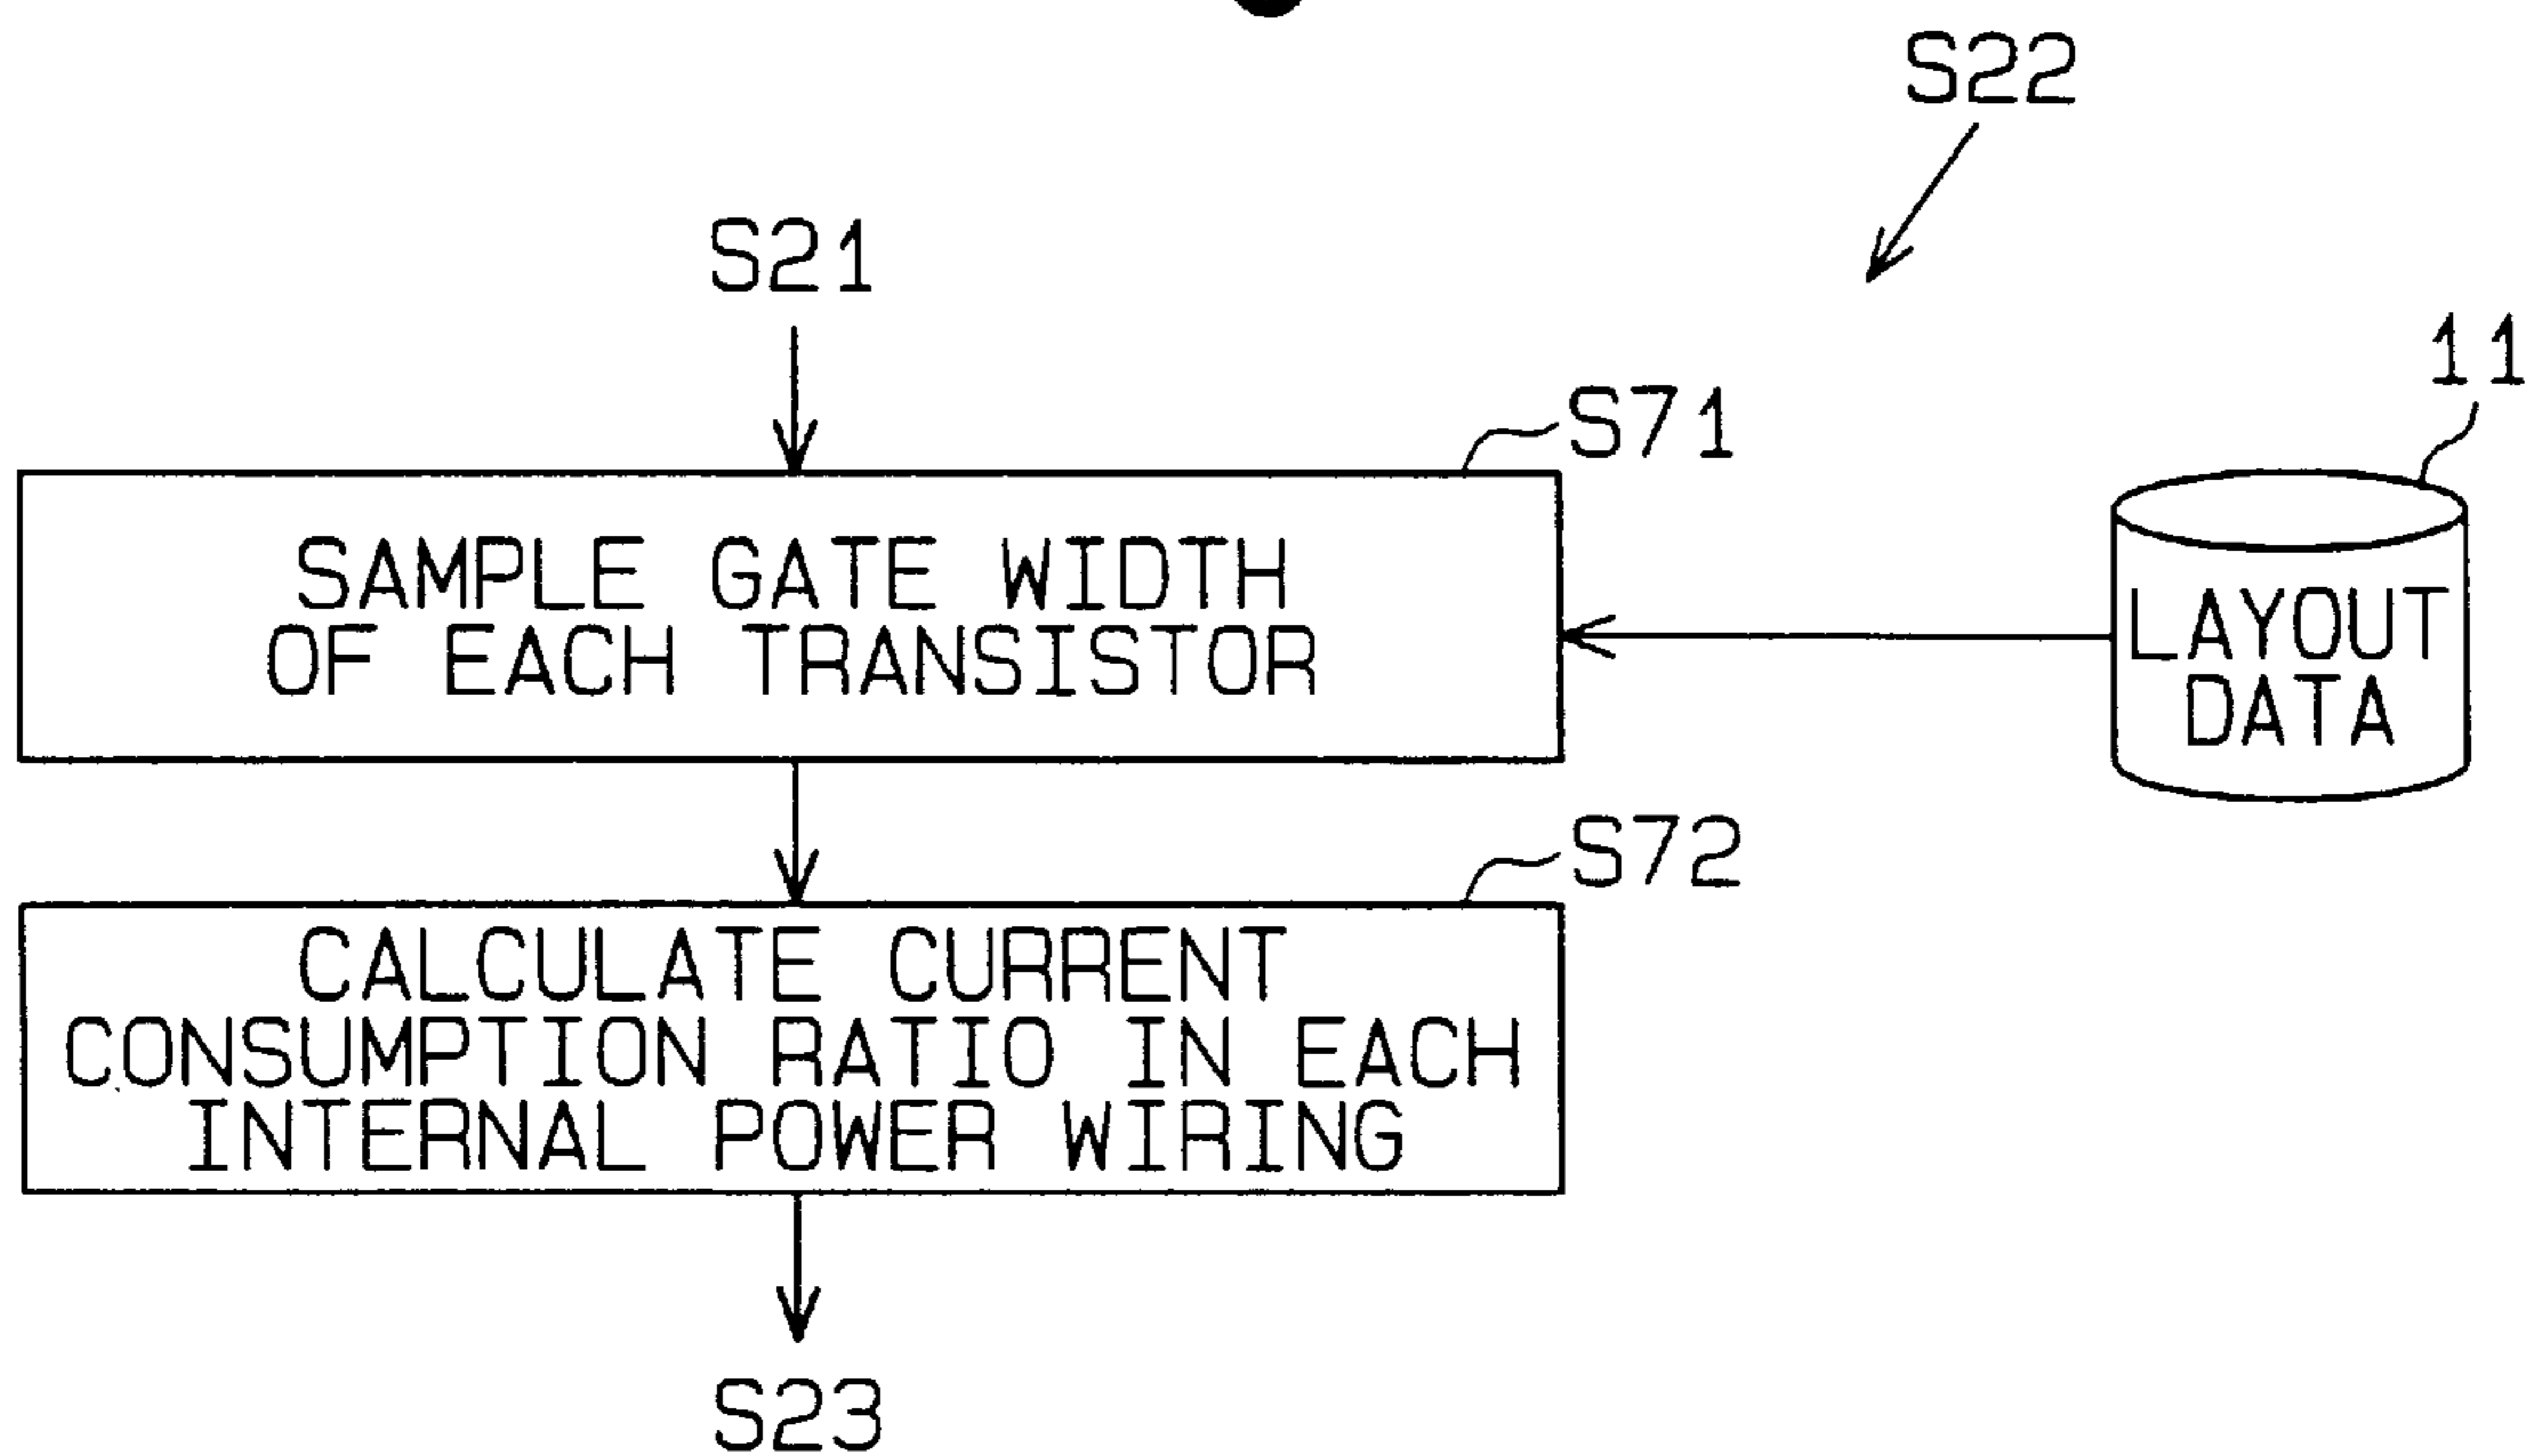 S22
S21
11
S71
SAMPLE GATE WIDTH
OF EACH TRANSISTOR
LAYOUT
DATA
S72
CALCULATE CURRENT
CONSUMPTION RATIO IN EACH
INTERNAL POWER WIRING
S23